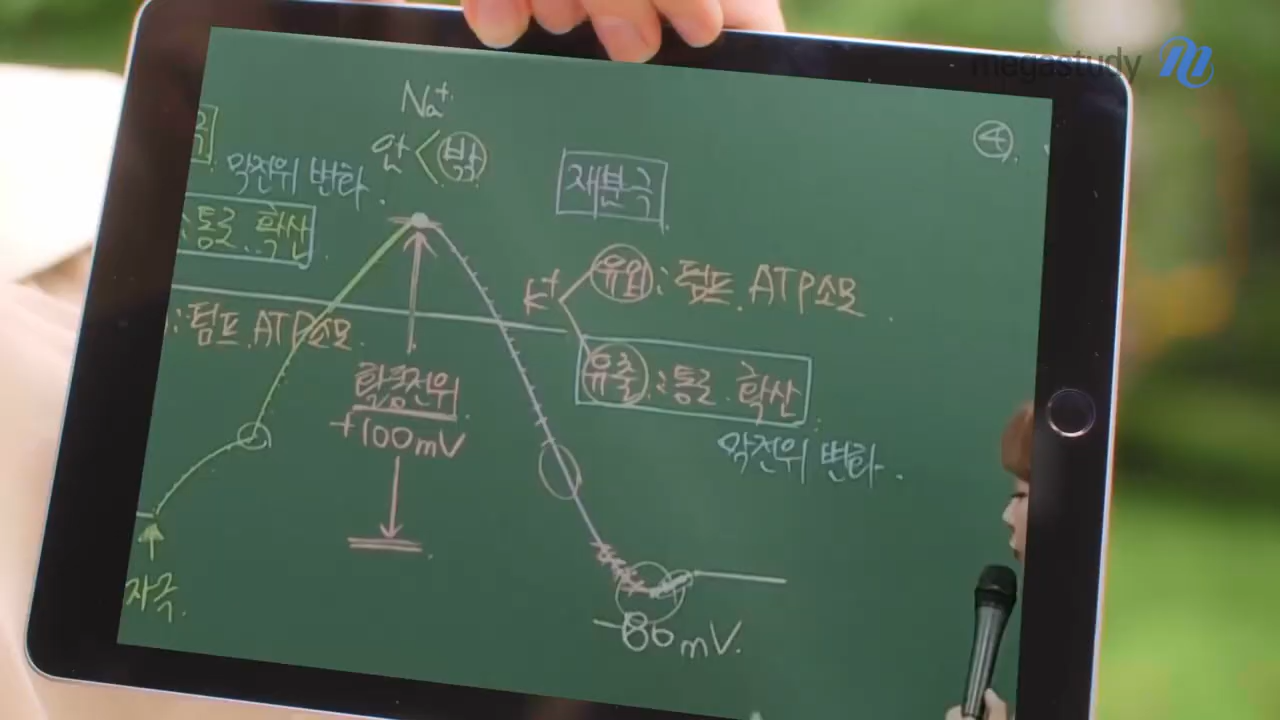 megastudy
Na+
안 < 밖
④
막전위 변화.
재분극
: 통로. 확산
K+
유입 : 펌프. ATP소모.
: 펌프. ATP소모.
유출 : 통로. 확산
활동전위
+100mV
막전위 변화.
자극.
-80mV.